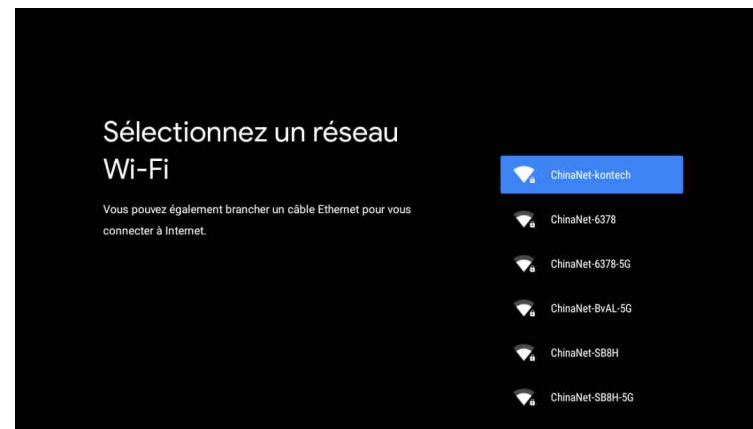 Sélectionnez un réseau
Wi-Fi
Vous pouvez également brancher un câble Ethernet pour vous
connecter à Internet.
ChinaNet-kontech
ChinaNet-6378
ChinaNet-6378-5G
ChinaNet-BvAL-5G
ChinaNet-SB8H
ChinaNet-SB8H-5G